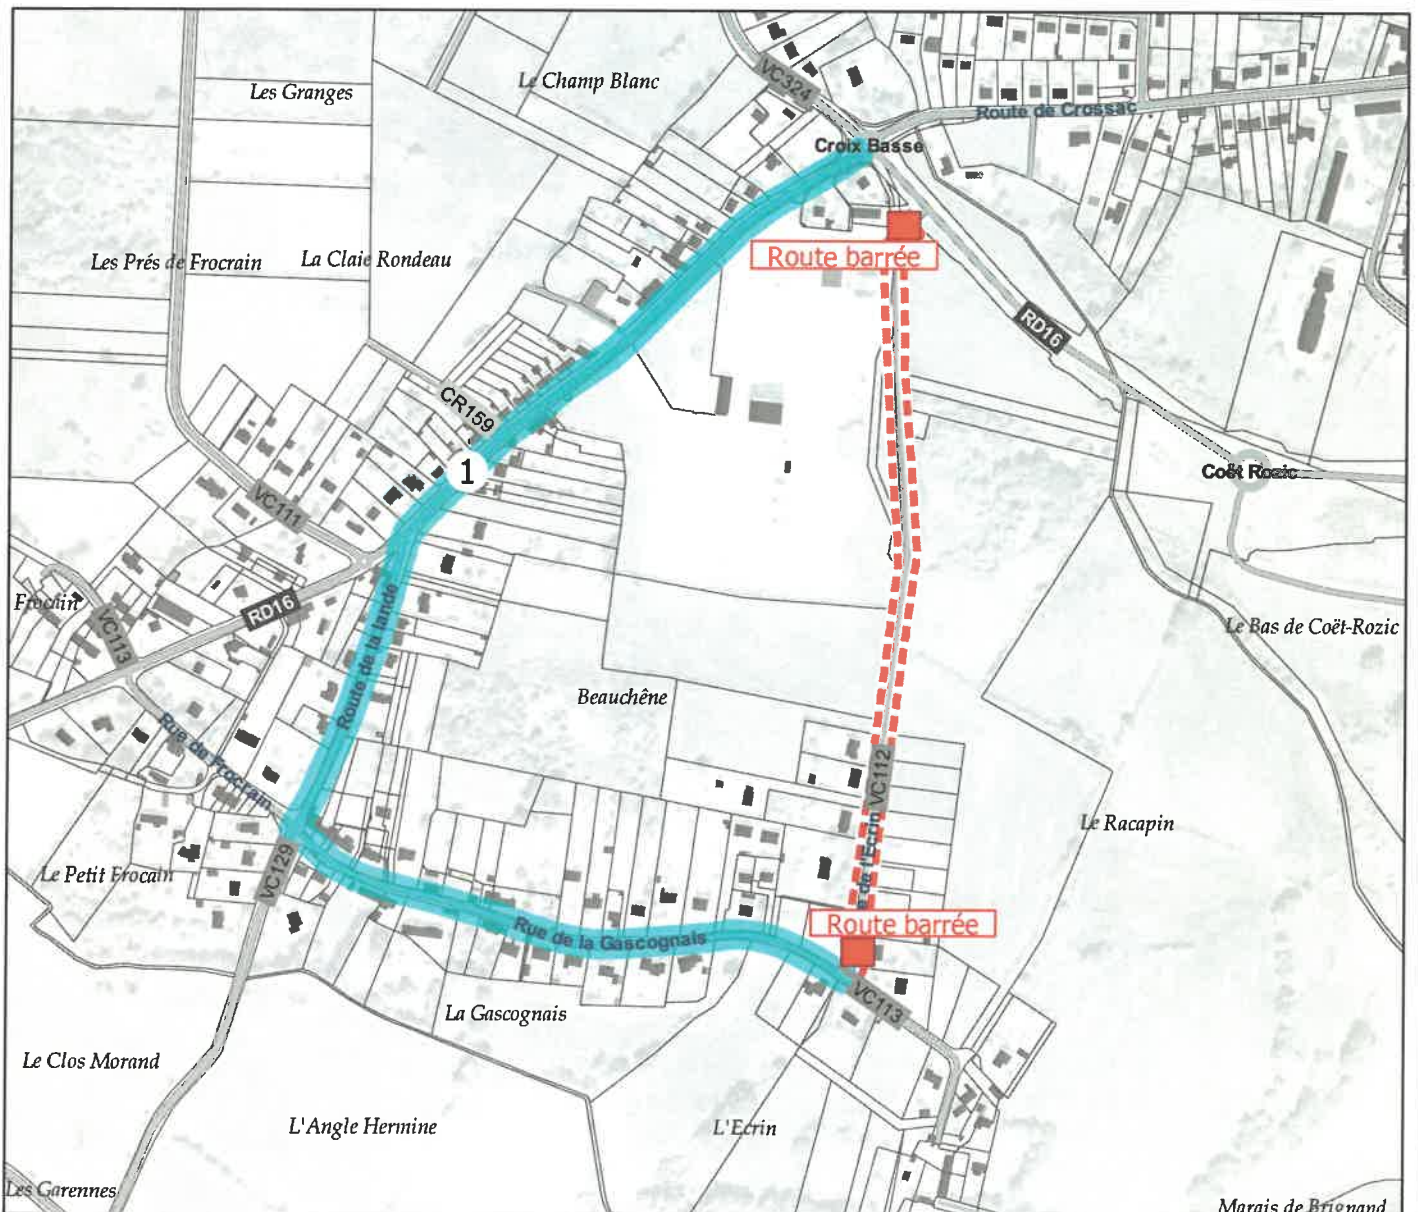 Le Champ Blanc
Les Granges
VC324
Route de Crossac
Croix Basse
Les Prés de Frocrain
La Claie Rondeau
Route barrée
RD16
CR159
1
Coët Rozic
VC111
Frocain
RD16
VC113
Route de la lande
Le Bas de Coët-Rozic
Beauchêne
Rue de Frocrain
VC112
Le Racapin
de l'Ecrin
VC129
Le Petit Frocain
Route barrée
Rue de la Gascognais
VC113
La Gascognais
Le Clos Morand
L'Angle Hermine
L'Ecrin
Les Garennes
Marais de Brignand